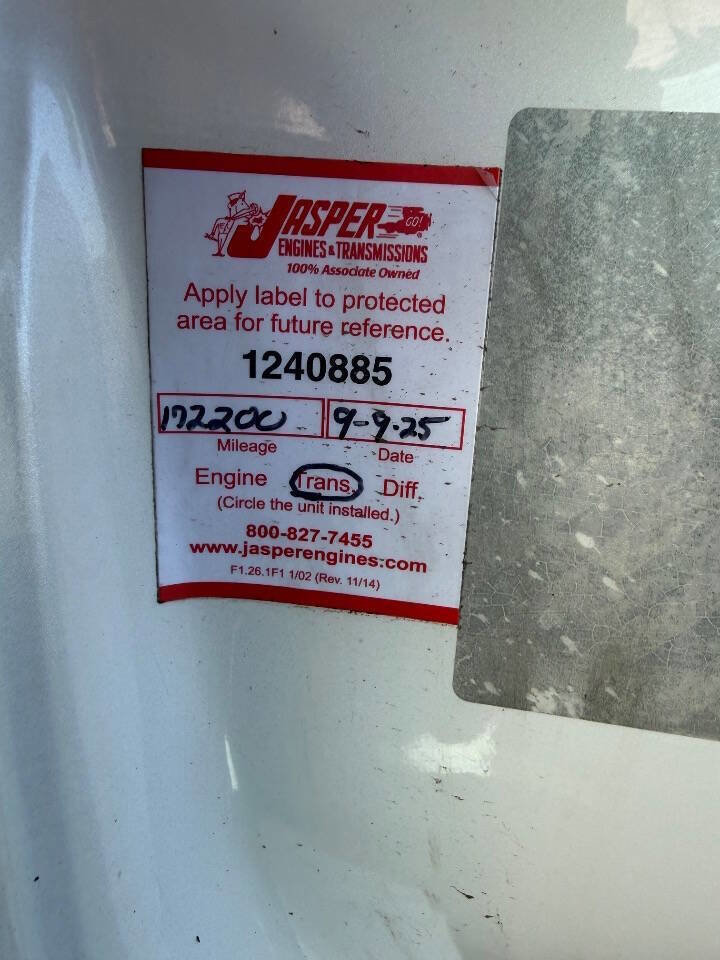 JASPER GO!
ENGINES & TRANSMISSIONS
100% Associate Owned
Apply label to protected
area for future reference.
1240885
172200 9-9-25
Mileage Date
Engine Trans. Diff.
(Circle the unit installed.)
800-827-7455
www.jasperengines.com
F1.26.1F1 1/02 (Rev. 11/14)